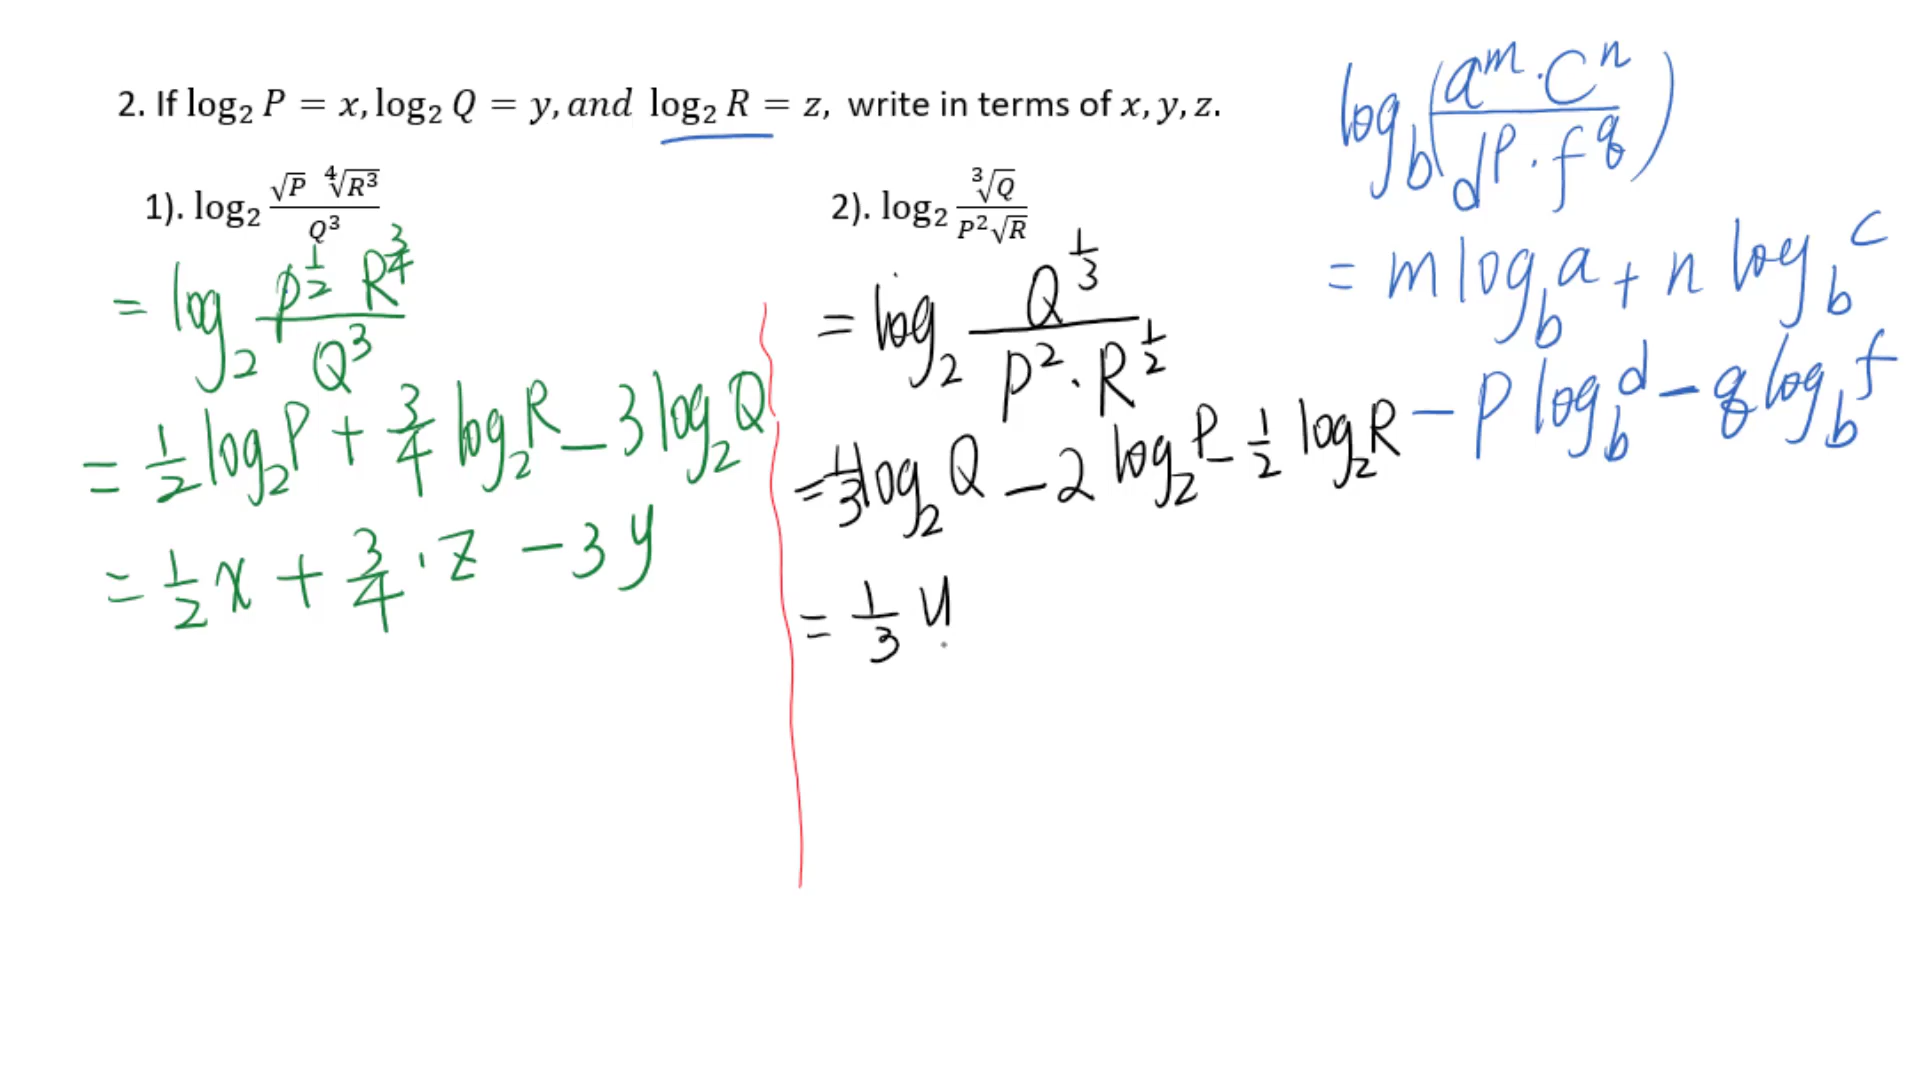 2. If log₂ P = x, log₂ Q = y, and log₂ R = z, write in terms of x, y, z.
1). log₂ (√P ∜R³)/(Q³)
= log₂ (P^(1/2) R^(3/4))/(Q³)
= 1/2 log₂ P + 3/4 log₂ R − 3 log₂ Q
= 1/2 x + 3/4 · z − 3y
2). log₂ (∛Q)/(P²√R)
= log₂ (Q^(1/3))/(P² · R^(1/2))
= 1/3 log₂ Q − 2 log₂ P − 1/2 log₂ R
= 1/3
log_b ((a^m · c^n)/(d^p · f^q))
= m log_b a + n log_b c
− p log_b d − q log_b f